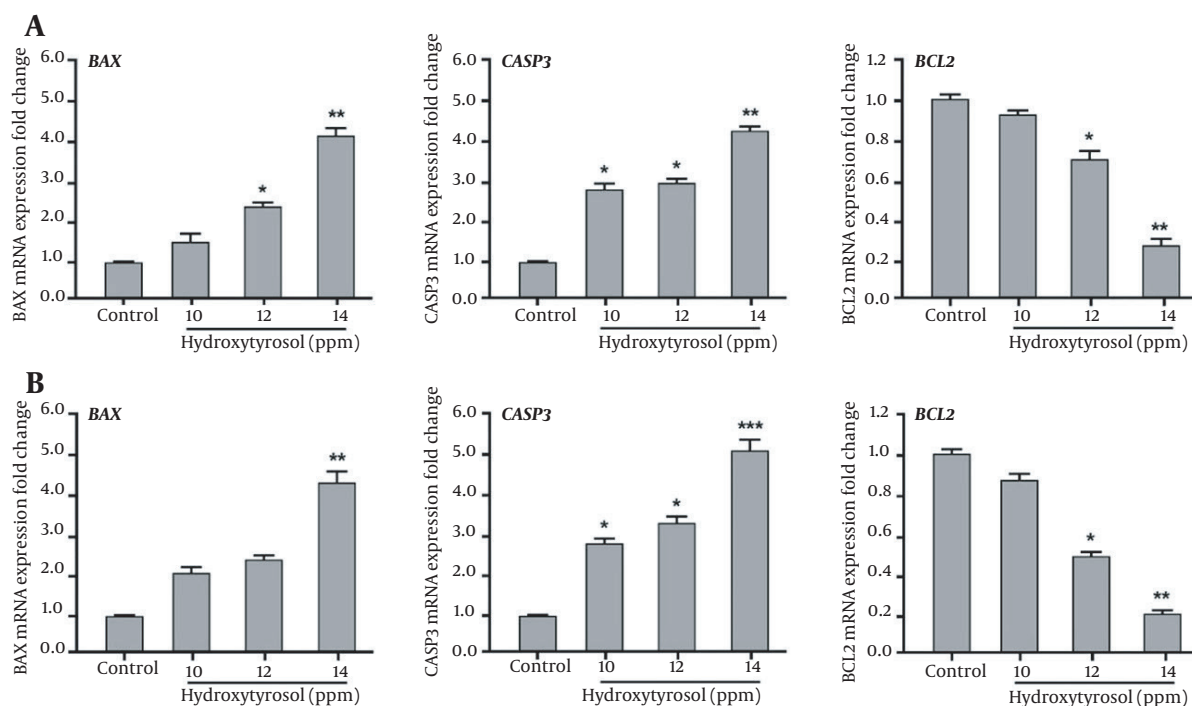 A
BAX mRNA expression fold change
6.0
5.0
4.0
3.0
2.0
1.0
0.0
BAX
*
**
Control
10
12
14
Hydroxytyrosol (ppm)
CASP3 mRNA expression fold change
6.0
5.0
4.0
3.0
2.0
1.0
0.0
CASP3
*
*
**
Control
10
12
14
Hydroxytyrosol (ppm)
BCL2 mRNA expression fold change
1.2
1.0
0.8
0.6
0.4
0.2
0.0
BCL2
*
**
Control
10
12
14
Hydroxytyrosol (ppm)
B
BAX mRNA expression fold change
6.0
5.0
4.0
3.0
2.0
1.0
0.0
BAX
**
Control
10
12
14
Hydroxytyrosol (ppm)
CASP3 mRNA expression fold change
6.0
5.0
4.0
3.0
2.0
1.0
0.0
CASP3
*
*
***
Control
10
12
14
Hydroxytyrosol (ppm)
BCL2 mRNA expression fold change
1.2
1.0
0.8
0.6
0.4
0.2
0.0
BCL2
*
**
Control
10
12
14
Hydroxytyrosol (ppm)